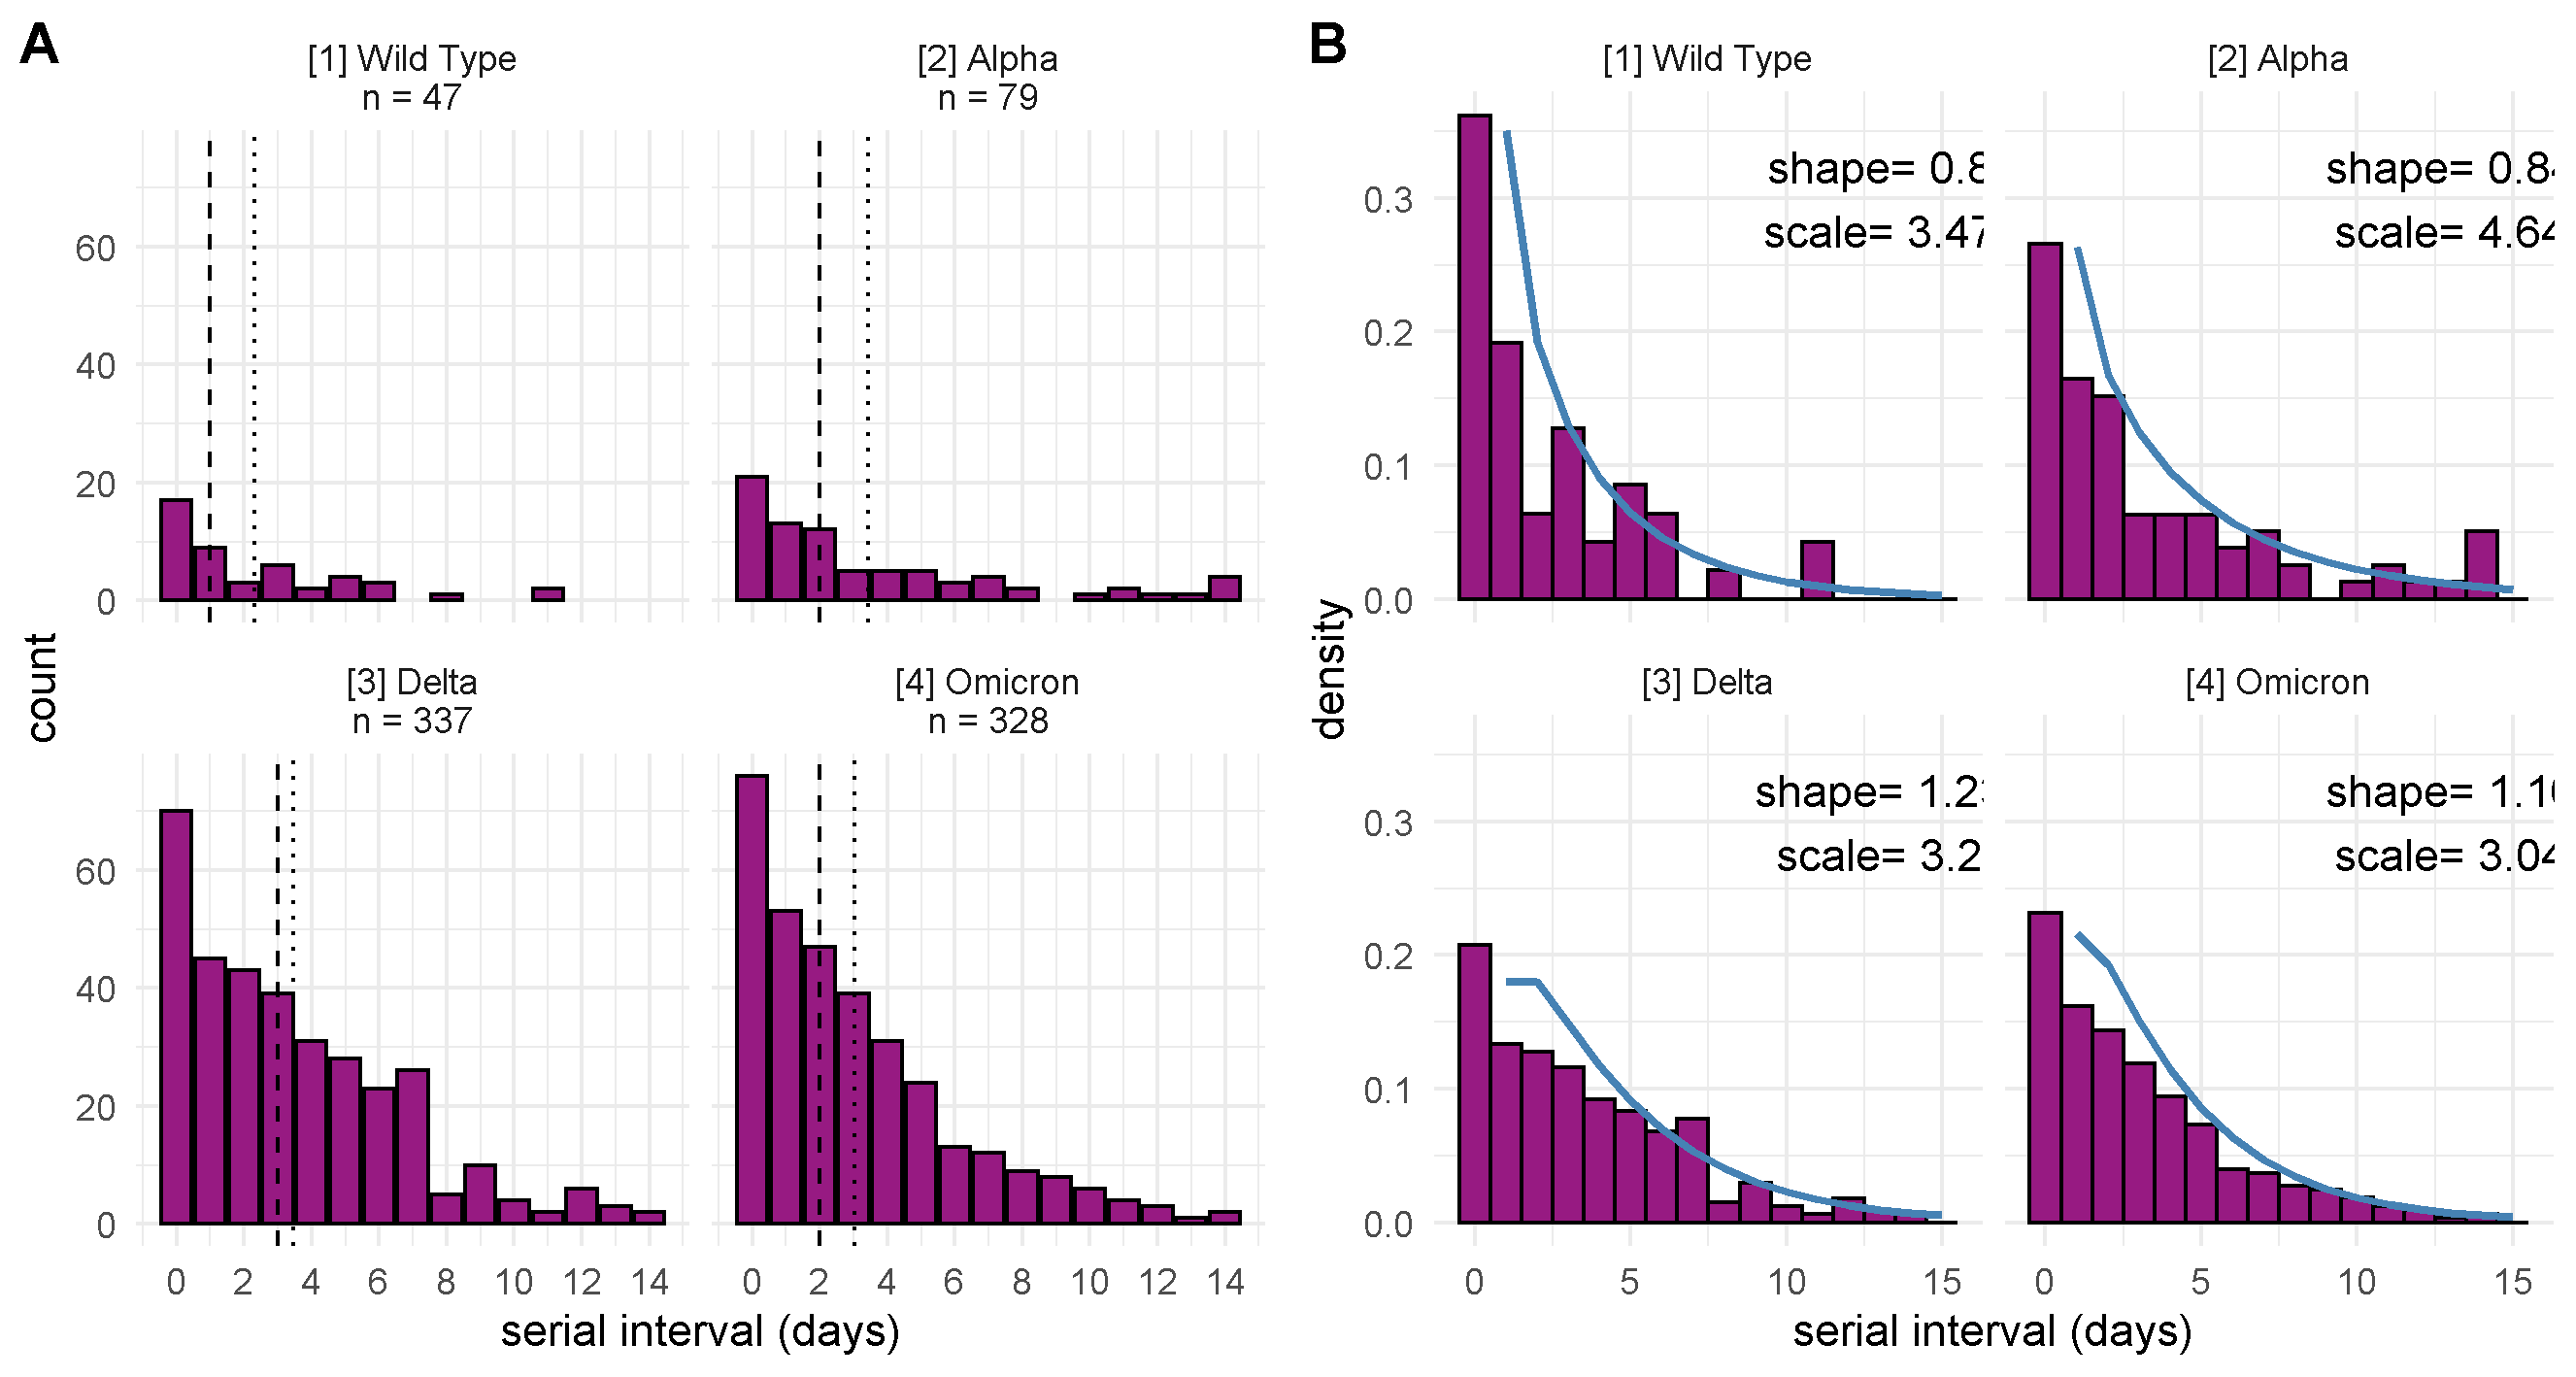 A
[1] Wild Type
n = 47
[2] Alpha
n = 79
60
40
20
0
[3] Delta
n = 337
[4] Omicron
n = 328
60
40
20
0
0 2 4 6 8 10 12 14
0 2 4 6 8 10 12 14
count
serial interval (days)
B
[1] Wild Type
[2] Alpha
0.3
0.2
0.1
0.0
shape= 0.8
scale= 3.47
shape= 0.84
scale= 4.64
[3] Delta
[4] Omicron
0.3
0.2
0.1
0.0
shape= 1.23
scale= 3.2
shape= 1.10
scale= 3.04
0 5 10 15
0 5 10 15
density
serial interval (days)